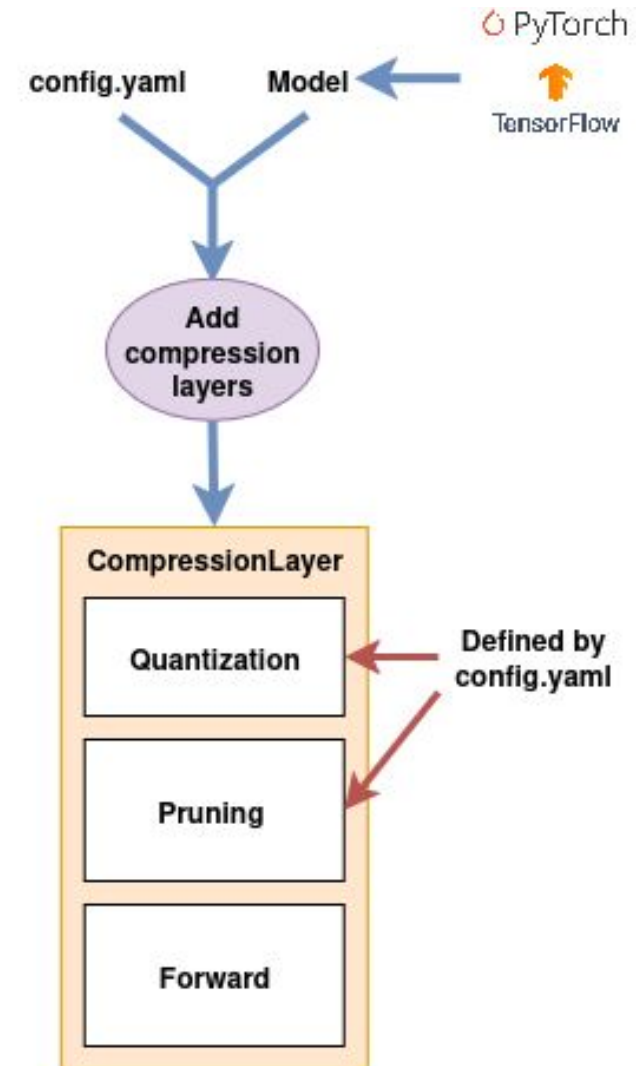 PyTorch
config.yaml
Model
TensorFlow
Add
compression
layers
CompressionLayer
Quantization
Defined by
config.yaml
Pruning
Forward